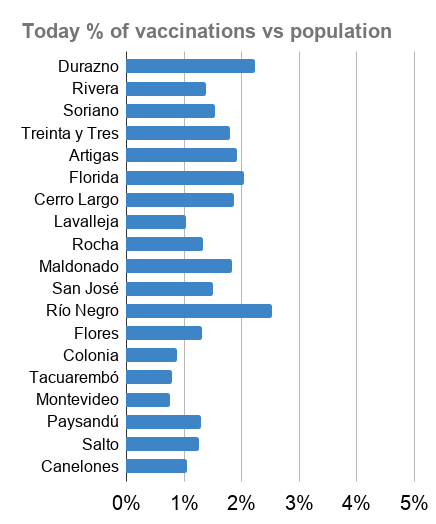 Today % of vaccinations vs population
Durazno
Rivera
Soriano
Treinta y Tres
Artigas
Florida
Cerro Largo
Lavalleja
Rocha
Maldonado
San José
Río Negro
Flores
Colonia
Tacuarembó
Montevideo
Paysandú
Salto
Canelones
0% 1% 2% 3% 4% 5%